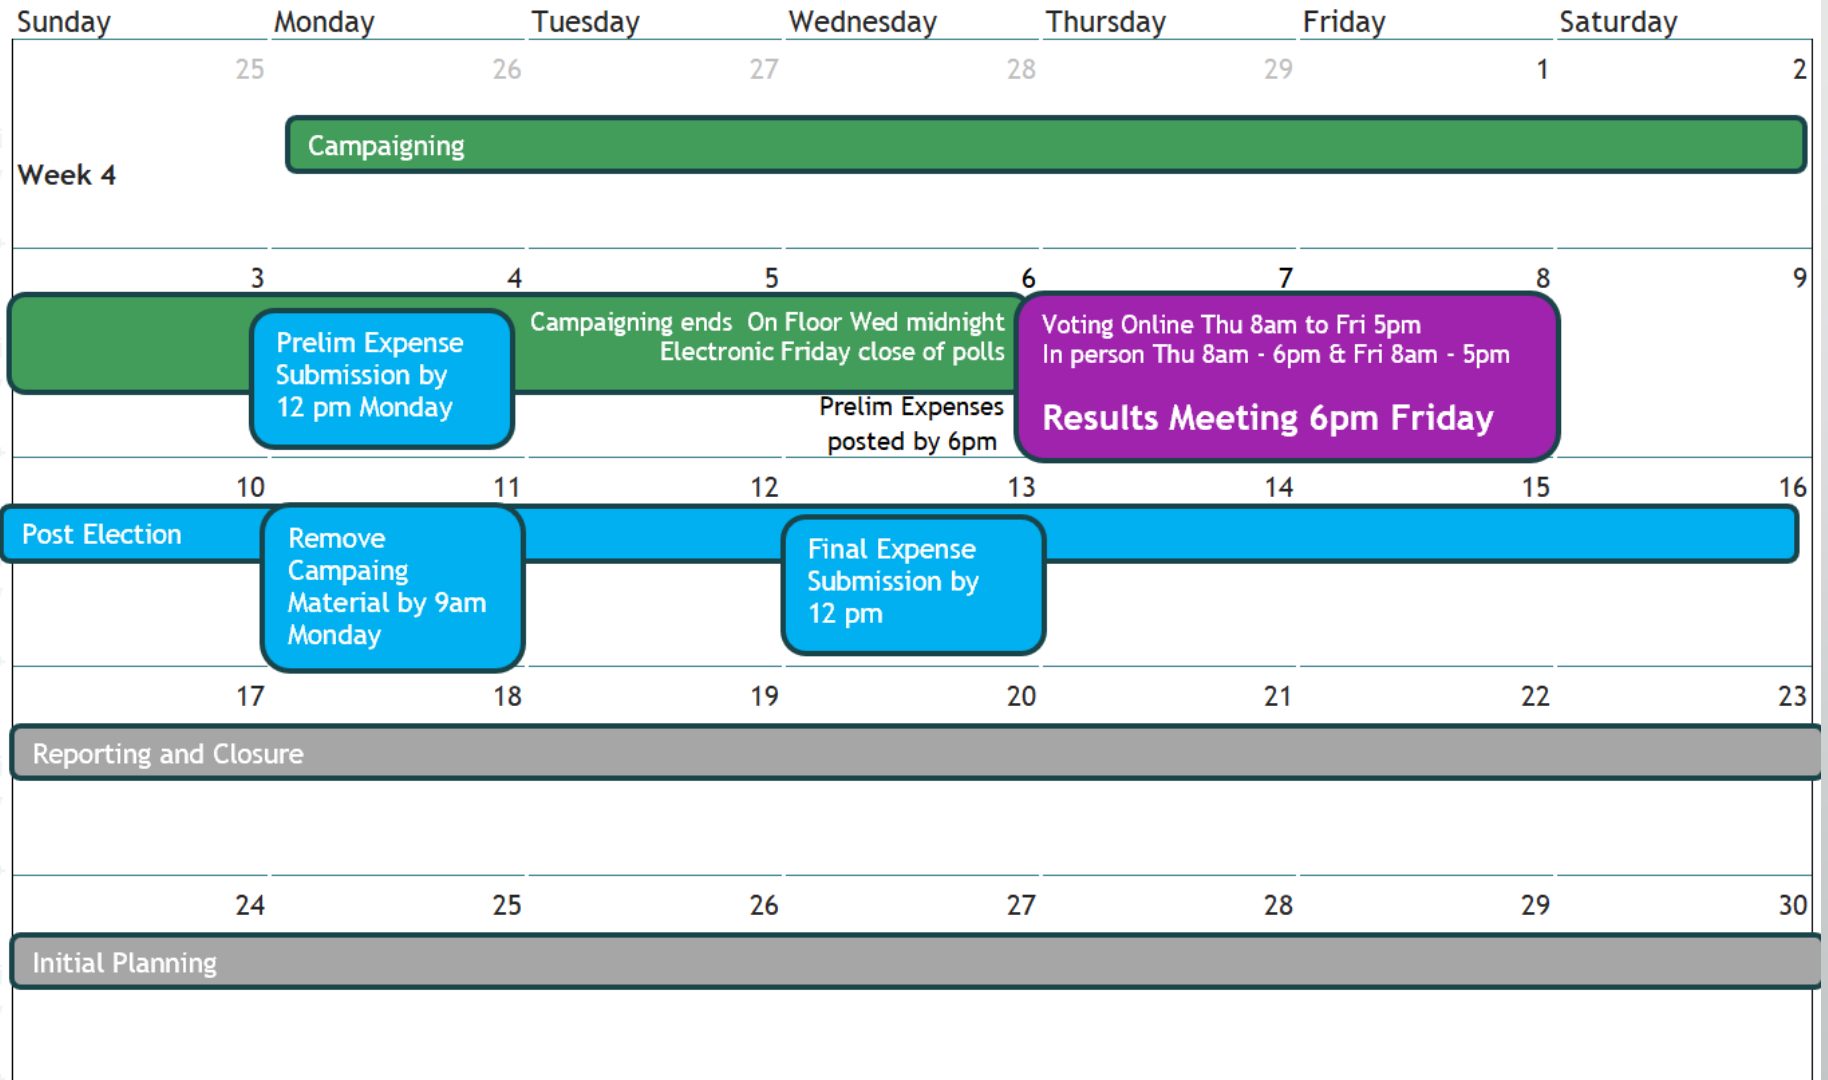 Sunday Monday Tuesday Wednesday Thursday Friday Saturday
25 26 27 28 29 1 2
Campaigning
Week 4
3 4 5 6 7 8 9
Prelim Expense
Submission by
12 pm Monday
Campaigning ends  On Floor Wed midnight
Electronic Friday close of polls
Prelim Expenses
posted by 6pm
Voting Online Thu 8am to Fri 5pm
In person Thu 8am - 6pm & Fri 8am - 5pm
Results Meeting 6pm Friday
10 11 12 13 14 15 16
Post Election
Remove
Campaing
Material by 9am
Monday
Final Expense
Submission by
12 pm
17 18 19 20 21 22 23
Reporting and Closure
24 25 26 27 28 29 30
Initial Planning